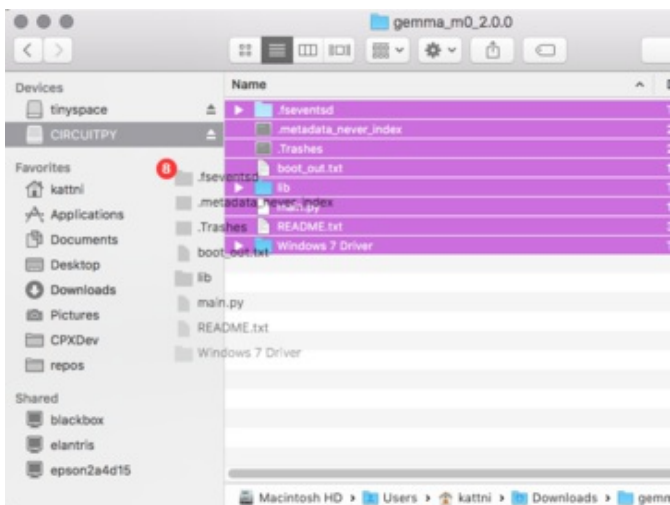 gemma_m0_2.0.0
Devices
tinyspace
CIRCUITPY
Favorites
kattni
Applications
Documents
Desktop
Downloads
Pictures
CPXDev
repos
Shared
blackbox
elantris
epson2a4d15
Name
.fseventsd
.metadata_never_index
.Trashes
boot_out.txt
lib
main.py
README.txt
Windows 7 Driver
8
.fseventsd
.metadata_never_index
.Trashes
boot_out.txt
lib
main.py
README.txt
Windows 7 Driver
Macintosh HD Users kattni Downloads gemm